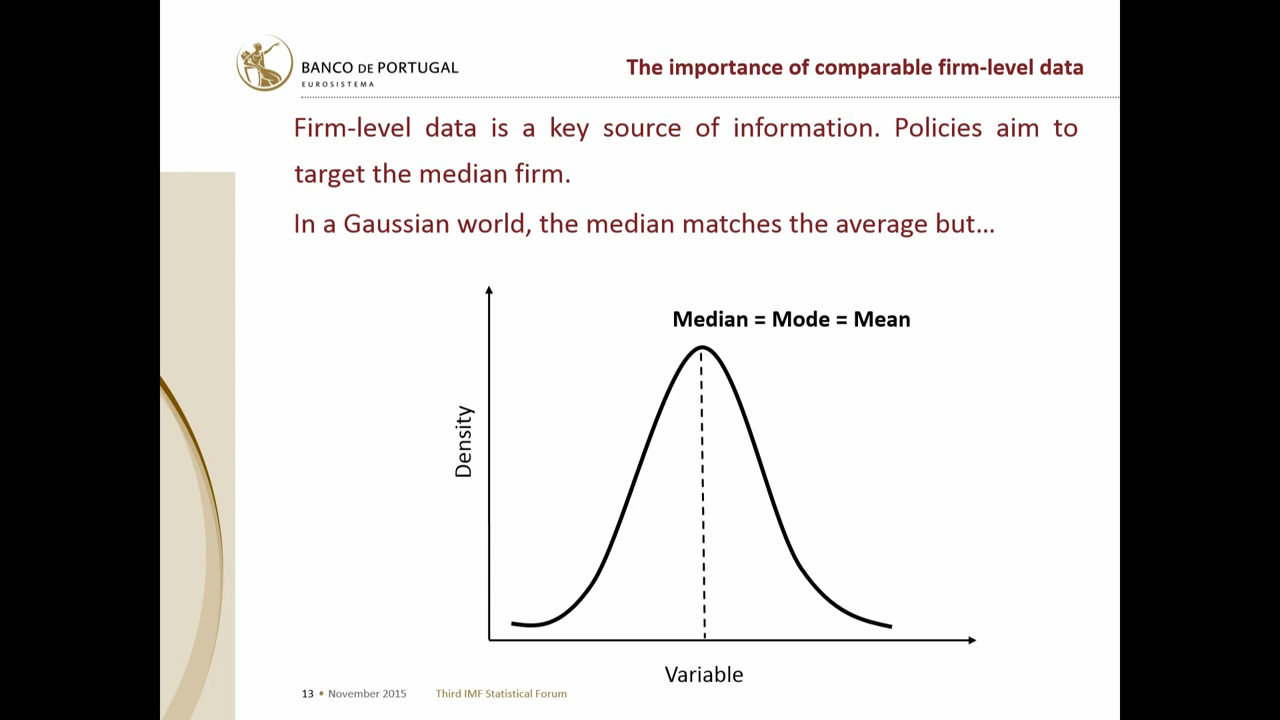 BANCO DE PORTUGAL
EUROSISTEMA
The importance of comparable firm-level data
Firm-level data is a key source of information. Policies aim to
target the median firm.
In a Gaussian world, the median matches the average but…
Median = Mode = Mean
Density
Variable
13 • November 2015 Third IMF Statistical Forum